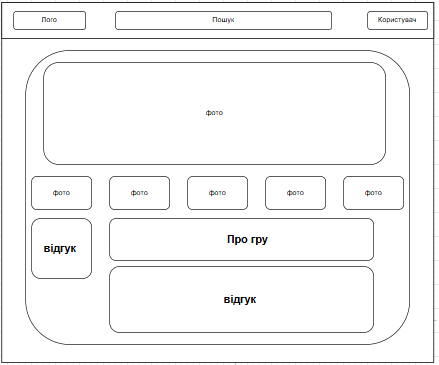 Лого
Пошук
Користувач
фото
фото
фото
фото
фото
фото
відгук
Про гру
відгук